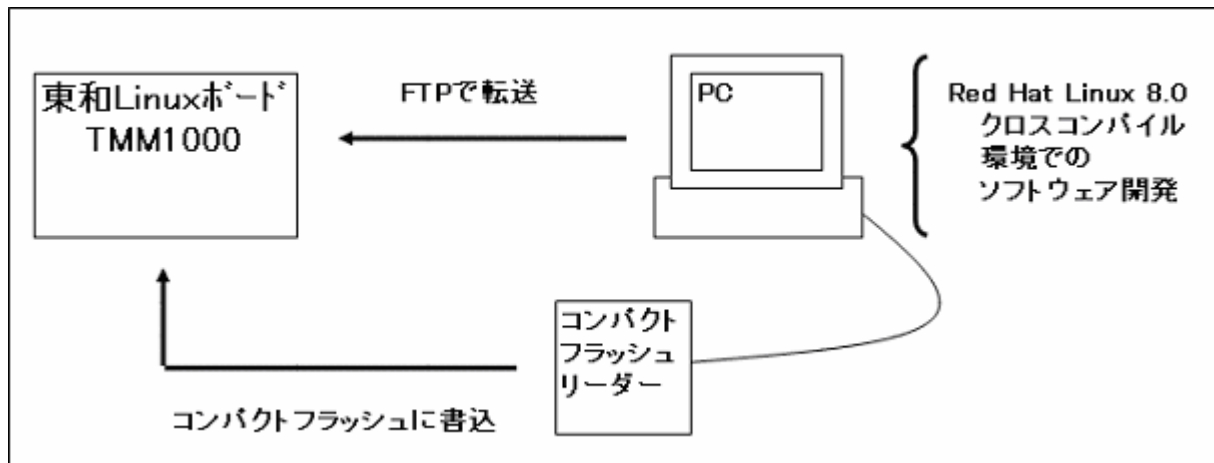 東和Linuxボード
TMM1000
FTPで転送
PC
Red Hat Linux 8.0
クロスコンパイル
環境での
ソフトウェア開発
コンパクト
フラッシュ
リーダー
コンパクトフラッシュに書込